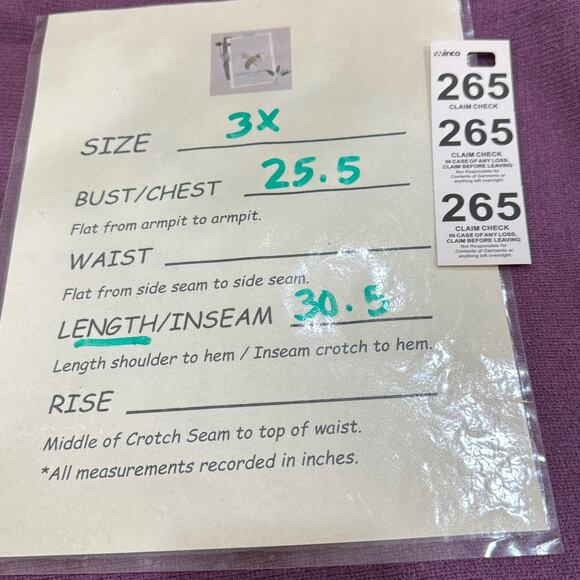 SIZE 3X
BUST/CHEST 25.5
Flat from armpit to armpit.
WAIST
Flat from side seam to side seam.
LENGTH/INSEAM 30.5
Length shoulder to hem / Inseam crotch to hem.
RISE
Middle of Crotch Seam to top of waist.
*All measurements recorded in inches.
Winco
265
CLAIM CHECK
265
CLAIM CHECK
IN CASE OF ANY LOSS,
CLAIM BEFORE LEAVING
Not Responsible for
Contents of Garments or
anything left overnight
265
CLAIM CHECK
IN CASE OF ANY LOSS,
CLAIM BEFORE LEAVING
Not Responsible for
Contents of Garments or
anything left overnight